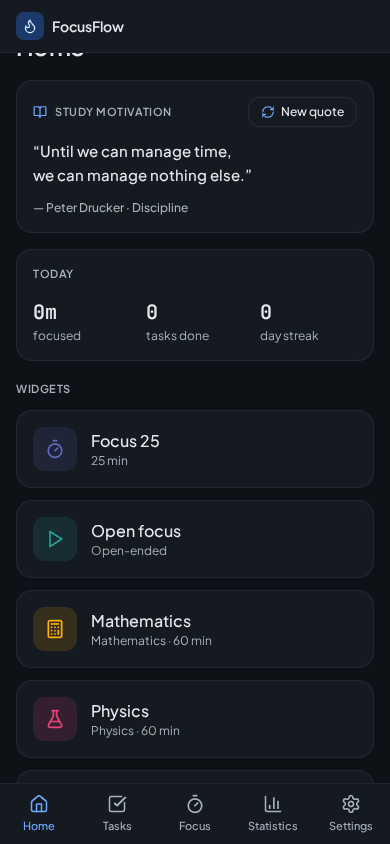 FocusFlow
Home
STUDY MOTIVATION
New quote
“Until we can manage time,
we can manage nothing else.”
— Peter Drucker · Discipline
TODAY
0m
0
0
focused
tasks done
day streak
WIDGETS
Focus 25
25 min
Open focus
Open-ended
Mathematics
Mathematics · 60 min
Physics
Physics · 60 min
Home
Tasks
Focus
Statistics
Settings